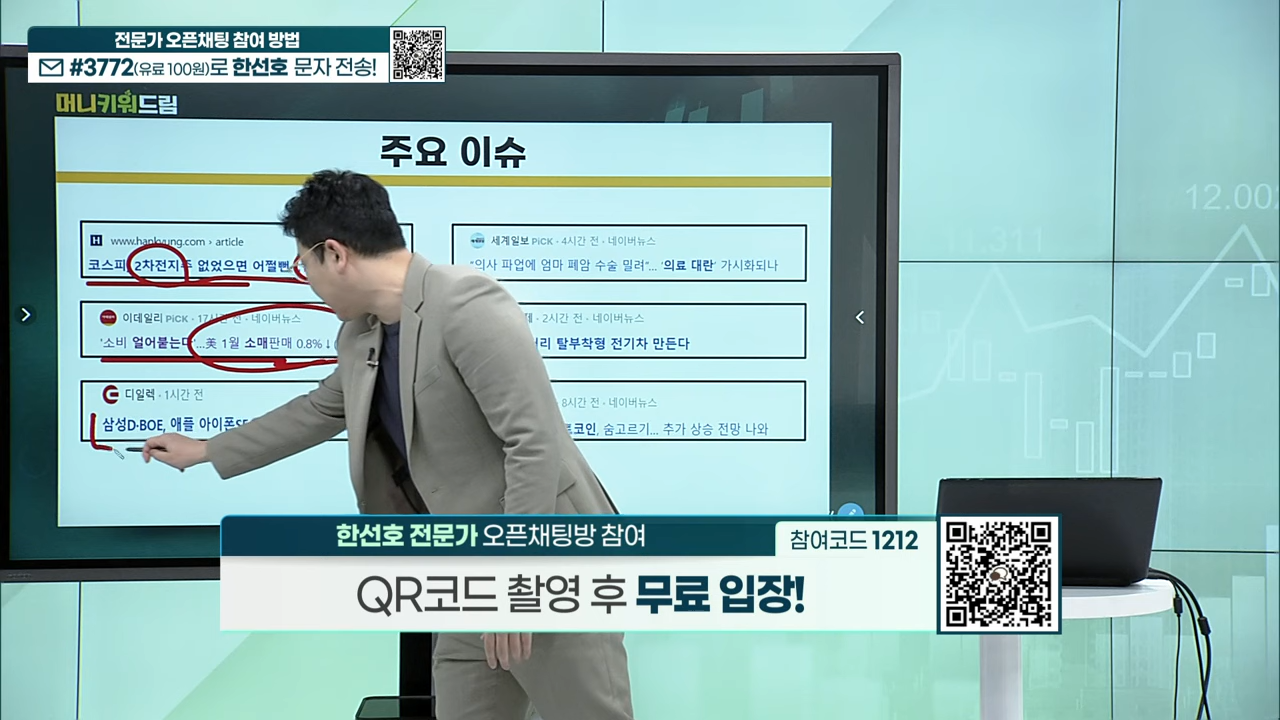 전문가 오픈채팅 참여 방법
#3772(유료 100원)로 한선호 문자 전송!
머니키워드림
주요 이슈
www.hankyung.com › article
코스피, 2차전지주 없었으면 어쩔뻔
이데일리 PiCK · 17시간 전 · 네이버뉴스
'소비 얼어붙는다'…美 1월 소매판매 0.8%↓
디일렉 · 1시간 전
삼성D·BOE, 애플 아이폰SE
세계일보 PiCK · 4시간 전 · 네이버뉴스
"의사 파업에 엄마 폐암 수술 밀려"… '의료 대란' 가시화되나
· 2시간 전 · 네이버뉴스
탈부착형 전기차 만든다
8시간 전 · 네이버뉴스
코인, 숨고르기… 추가 상승 전망 나와
12.002
한선호 전문가 오픈채팅방 참여
참여코드 1212
QR코드 촬영 후 무료 입장!